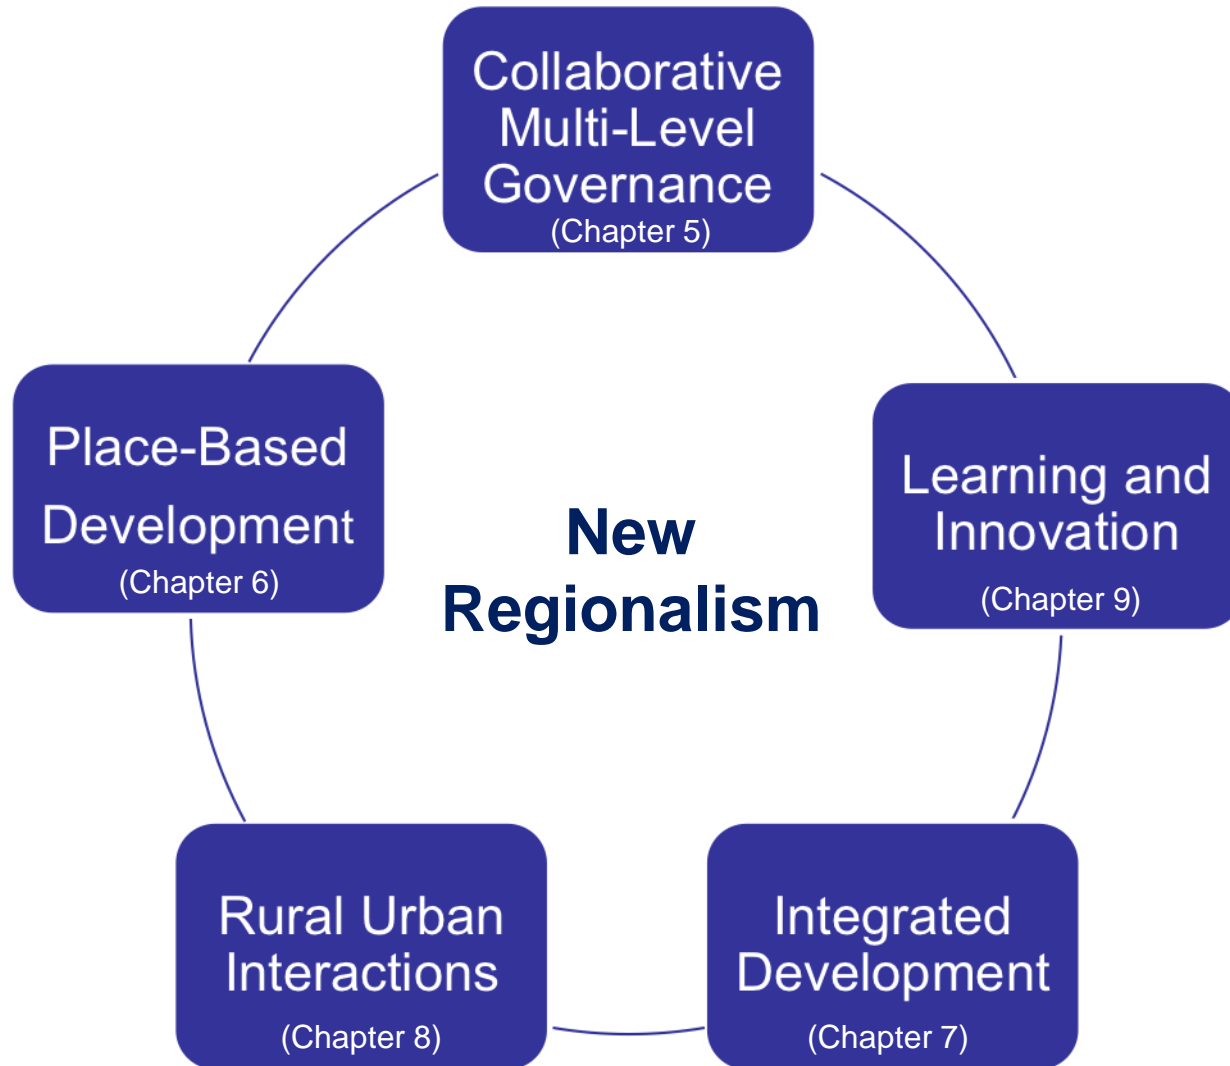 Collaborative
Multi-Level
Governance
(Chapter 5)
Place-Based
Development
(Chapter 6)
Learning and
Innovation
(Chapter 9)
New
Regionalism
Rural Urban
Interactions
(Chapter 8)
Integrated
Development
(Chapter 7)